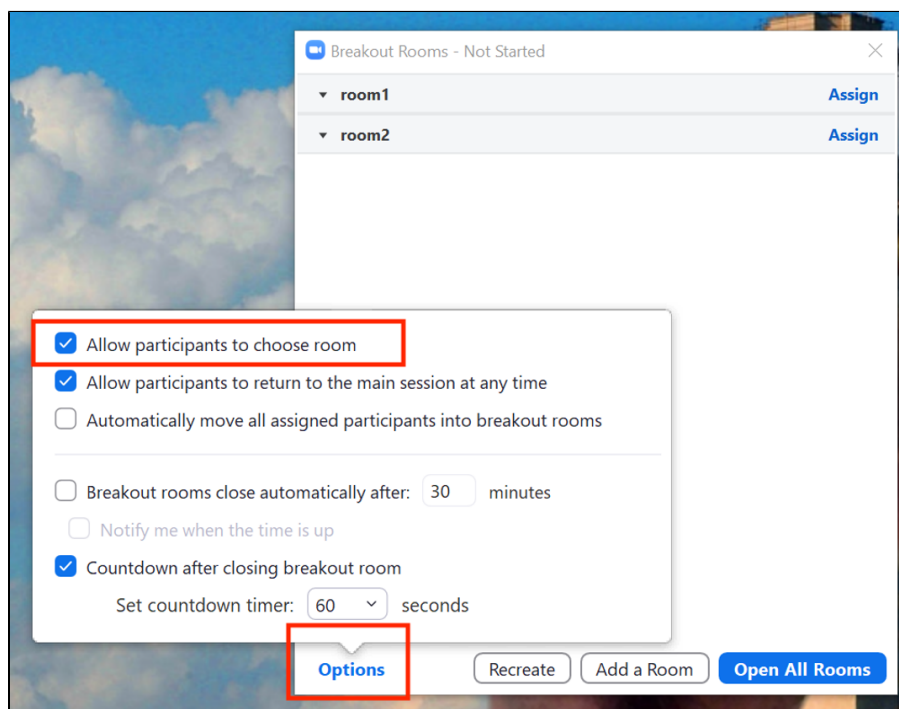 Breakout Rooms - Not Started
room1 Assign
room2 Assign
Allow participants to choose room
Allow participants to return to the main session at any time
Automatically move all assigned participants into breakout rooms
Breakout rooms close automatically after: 30 minutes
Notify me when the time is up
Countdown after closing breakout room
Set countdown timer: 60 seconds
Options Recreate Add a Room Open All Rooms